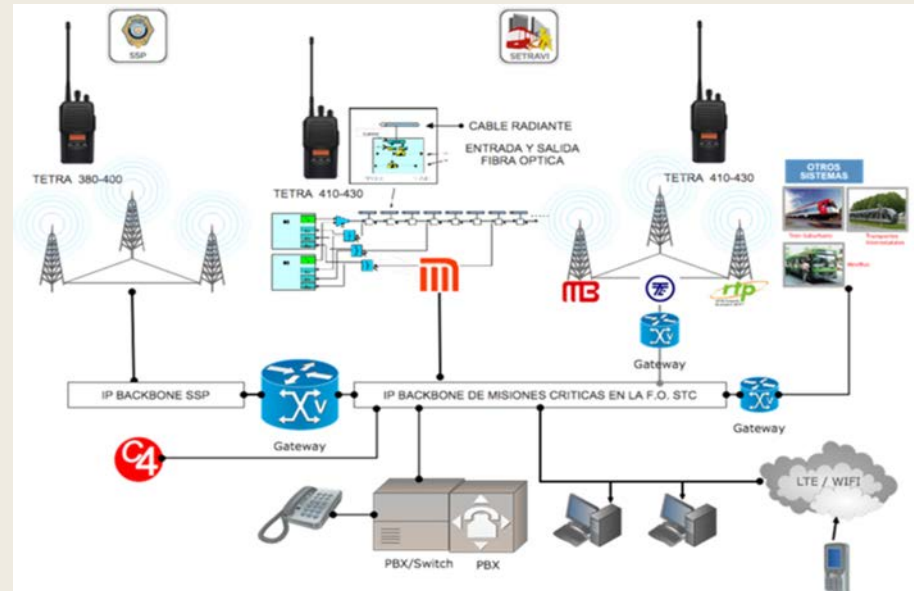 SSP
SETRAVI
CABLE RADIANTE
ENTRADA Y SALIDA
FIBRA OPTICA
TETRA 380-400
TETRA 410-430
TETRA 410-430
OTROS
SISTEMAS
MB
rtp
Gateway
IP BACKBONE SSP
IP BACKBONE DE MISIONES CRITICAS EN LA F.O. STC
Gateway
Gateway
C4
LTE / WIFI
PBX/Switch
PBX